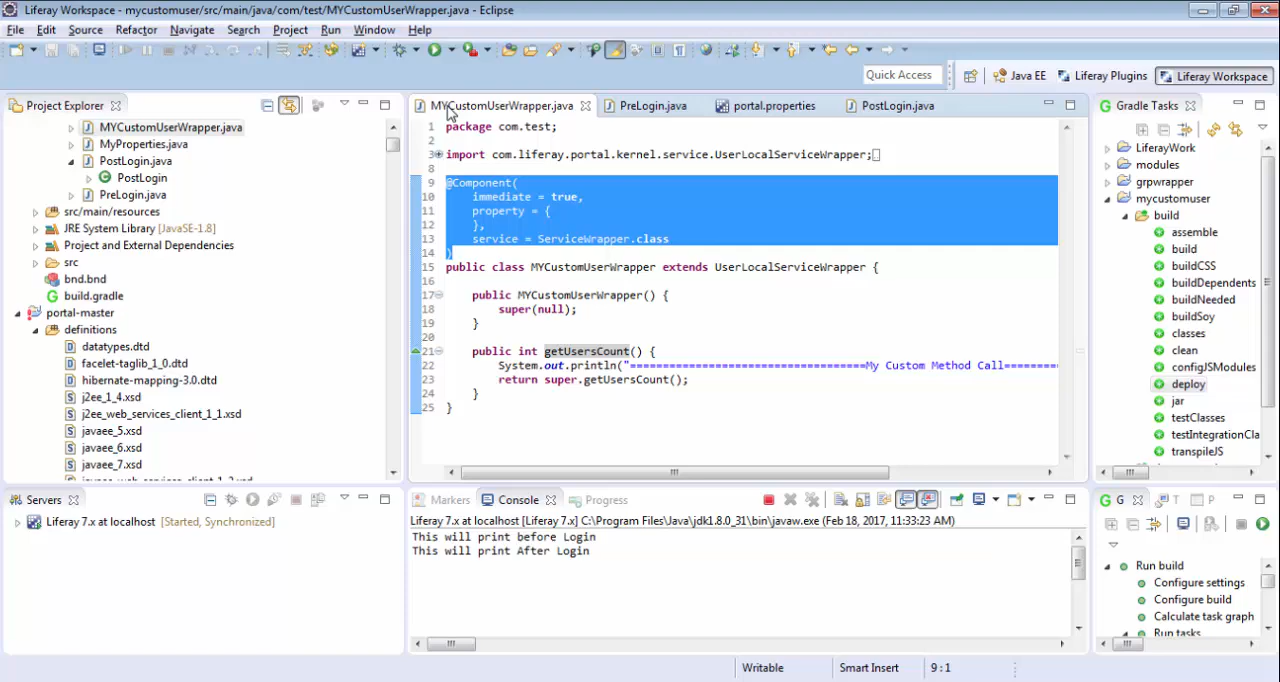 Liferay Workspace - mycustomuser/src/main/java/com/test/MYCustomUserWrapper.java - Eclipse
File Edit Source Refactor Navigate Search Project Run Window Help
Quick Access Java EE Liferay Plugins Liferay Workspace
Project Explorer
MYCustomUserWrapper.java
MyProperties.java
PostLogin.java
PostLogin
PreLogin.java
src/main/resources
JRE System Library [JavaSE-1.8]
Project and External Dependencies
src
bnd.bnd
build.gradle
portal-master
definitions
datatypes.dtd
facelet-taglib_1_0.dtd
hibernate-mapping-3.0.dtd
j2ee_1_4.xsd
j2ee_web_services_client_1_1.xsd
javaee_5.xsd
javaee_6.xsd
javaee_7.xsd
MYCustomUserWrapper.java PreLogin.java portal.properties PostLogin.java
1 package com.test;
2
3 import com.liferay.portal.kernel.service.UserLocalServiceWrapper;
8
9 @Component(
10 immediate = true,
11 property = {
12 },
13 service = ServiceWrapper.class
14 )
15 public class MYCustomUserWrapper extends UserLocalServiceWrapper {
16
17 public MYCustomUserWrapper() {
18 super(null);
19 }
20
21 public int getUsersCount() {
22 System.out.println("====================================My Custom Method Call========
23 return super.getUsersCount();
24 }
25 }
Gradle Tasks
LiferayWork
modules
grpwrapper
mycustomuser
build
assemble
build
buildCSS
buildDependents
buildNeeded
buildSoy
classes
clean
configJSModules
deploy
jar
testClasses
testIntegrationCla
transpileJS
Servers
Liferay 7.x at localhost [Started, Synchronized]
Markers Console Progress
Liferay 7.x at localhost [Liferay 7.x] C:\Program Files\Java\jdk1.8.0_31\bin\javaw.exe (Feb 18, 2017, 11:33:23 AM)
This will print before Login
This will print After Login
G T P
Run build
Configure settings
Configure build
Calculate task graph
Run tasks
Writable Smart Insert 9 : 1